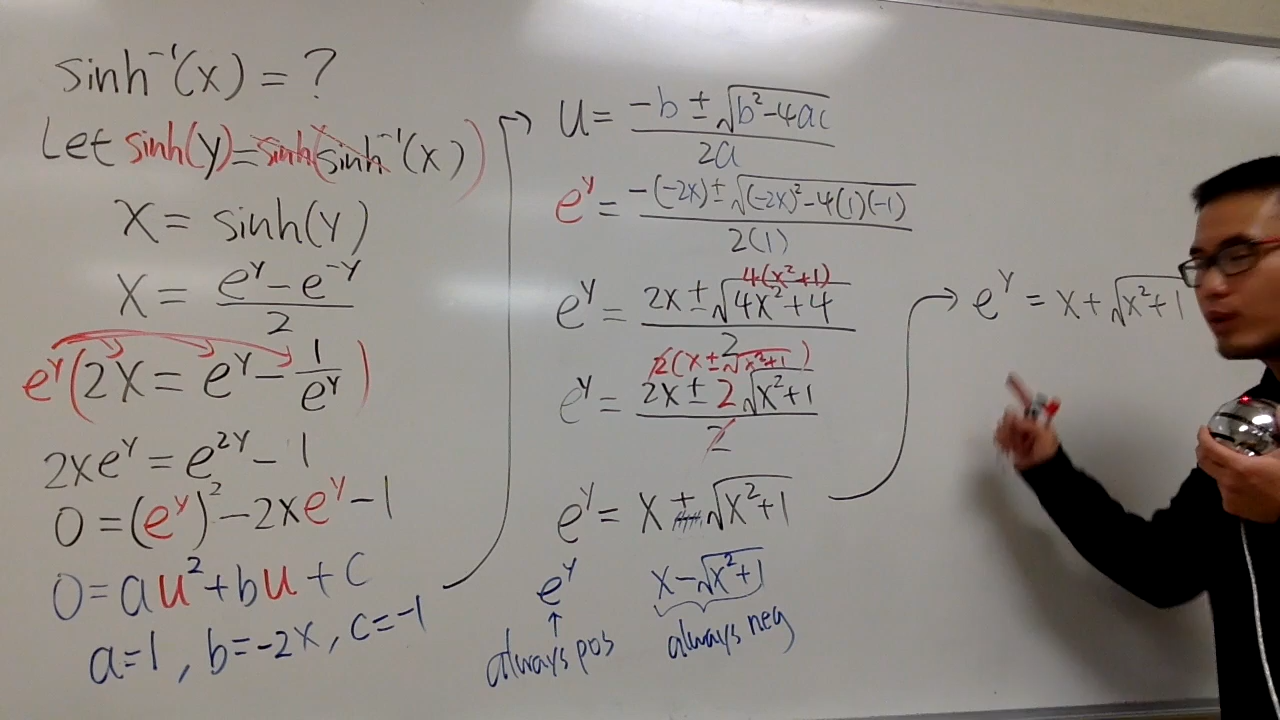 sinh⁻¹(x) = ?
Let sinh(y) = sinh(sinh⁻¹(x))
x = sinh(y)
x = (e^y − e^−y)/2
e^y(2x = e^y − 1/e^y)
2xe^y = e^2y − 1
0 = (e^y)² − 2xe^y − 1
0 = au² + bu + c
a=1, b=−2x, c=−1
→ u = (−b ± √(b²−4ac))/2a
e^y = (−(−2x) ± √((−2x)²−4(1)(−1)))/2(1)
4(x²+1)
e^y = (2x ± √(4x²+4))/2
2(x ± √(x²+1))
e^y = (2x ± 2√(x²+1))/2
e^y = x ± √(x²+1)
e^y x − √(x²+1)
↑
always pos always neg
→ e^y = x + √(x²+1)